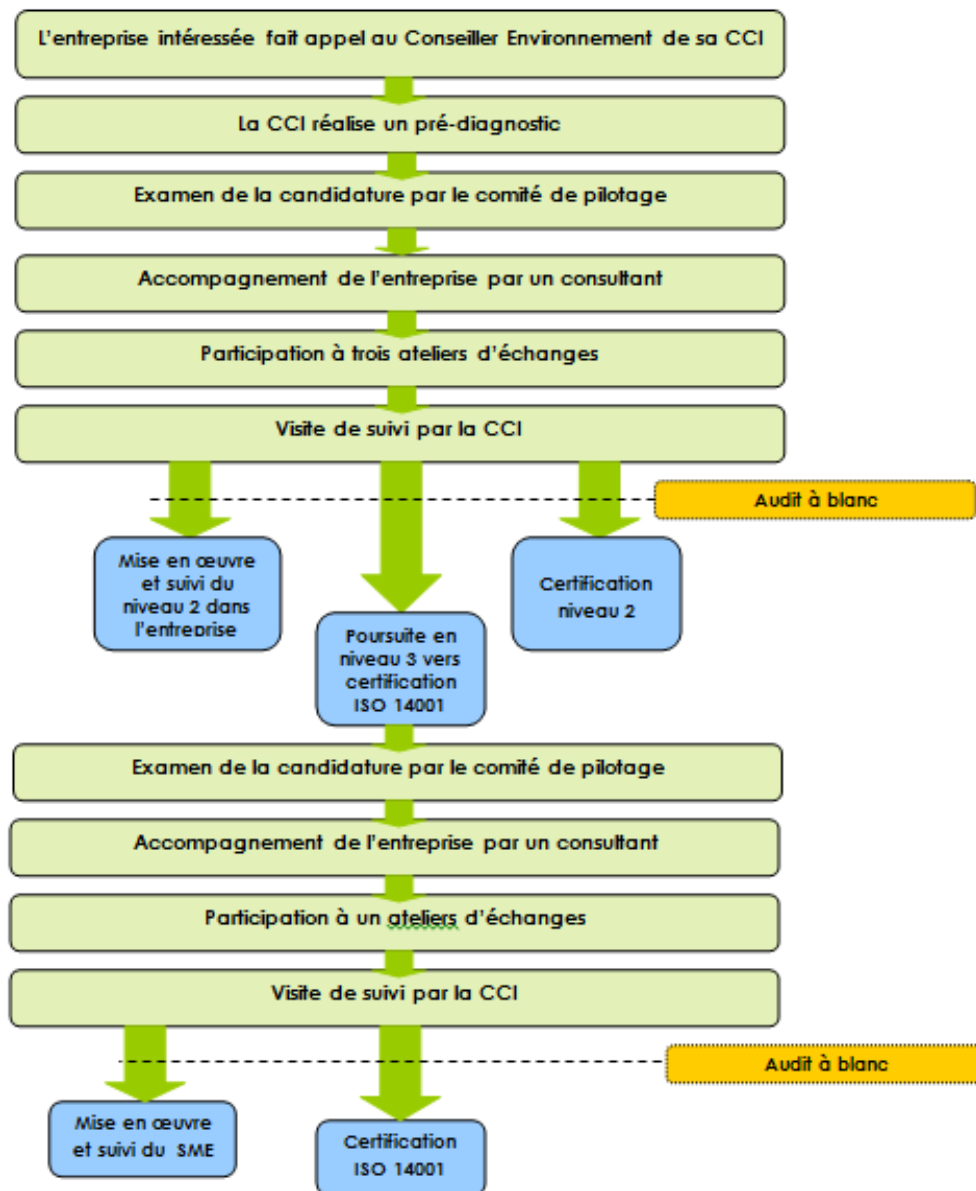 L'entreprise intéressée fait appel au Conseiller Environnement de sa CCI
La CCI réalise un pré-diagnostic
Examen de la candidature par le comité de pilotage
Accompagnement de l'entreprise par un consultant
Participation à trois ateliers d'échanges
Visite de suivi par la CCI
Audit à blanc
Mise en œuvre
et suivi du
niveau 2 dans
l'entreprise
Certification
niveau 2
Poursuite en
niveau 3 vers
certification
ISO 14001
Examen de la candidature par le comité de pilotage
Accompagnement de l'entreprise par un consultant
Participation à un ateliers d'échanges
Visite de suivi par la CCI
Audit à blanc
Mise en œuvre
et suivi du SME
Certification
ISO 14001